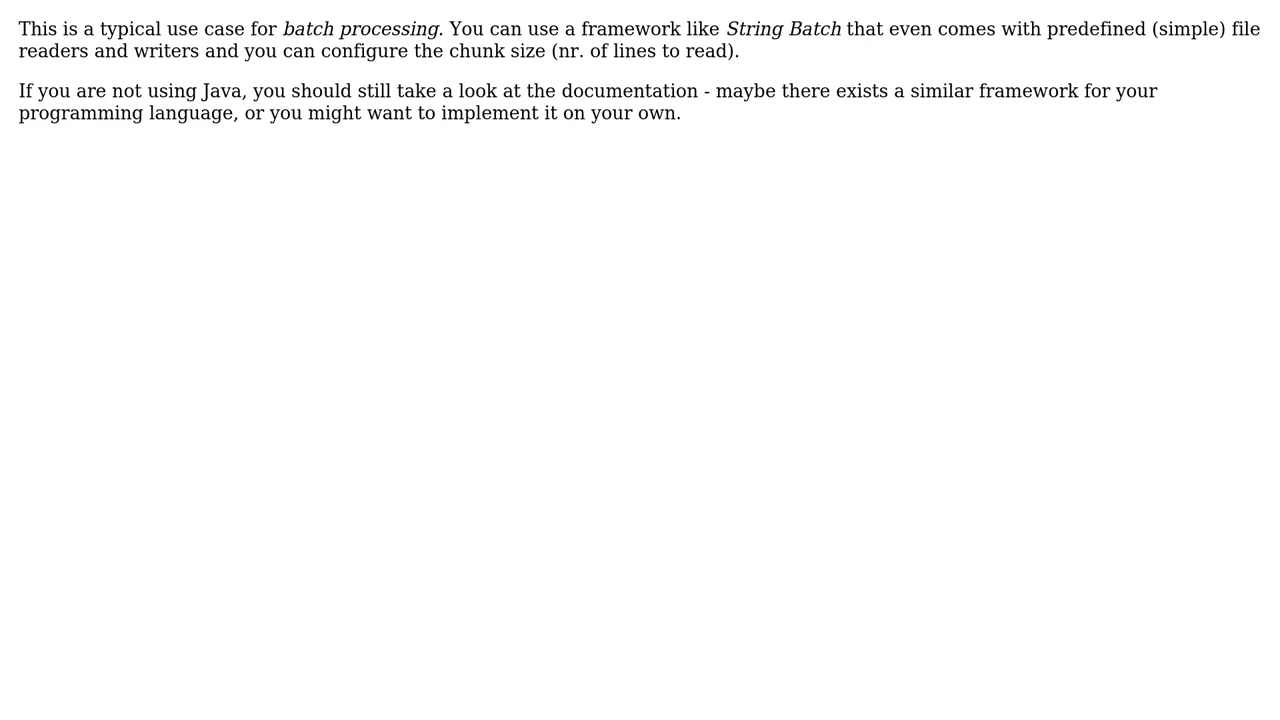 This is a typical use case for batch processing. You can use a framework like String Batch that even comes with predefined (simple) file
readers and writers and you can configure the chunk size (nr. of lines to read).
If you are not using Java, you should still take a look at the documentation - maybe there exists a similar framework for your
programming language, or you might want to implement it on your own.